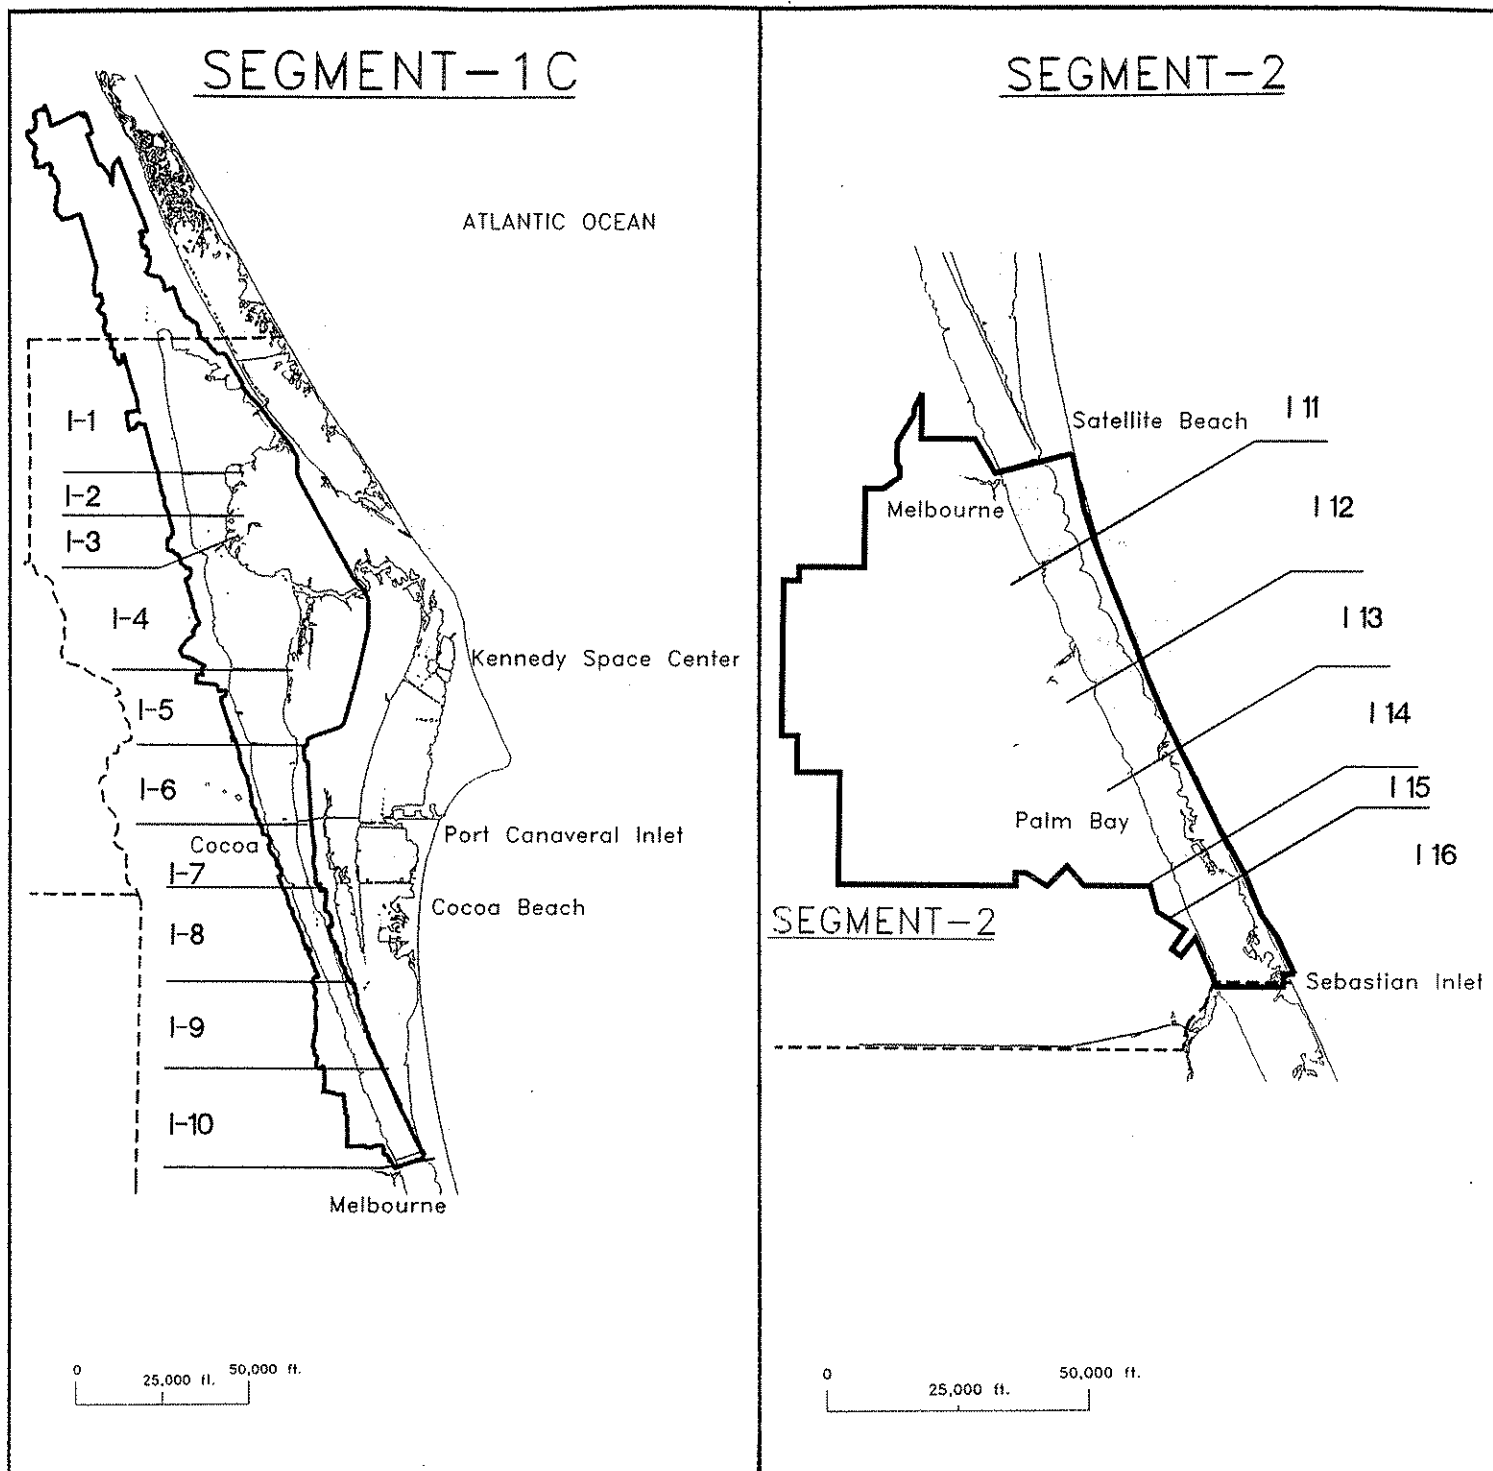 SEGMENT-1C
ATLANTIC OCEAN
I-1
I-2
I-3
I-4
Kennedy Space Center
I-5
I-6
Port Canaveral Inlet
Cocoa
I-7
Cocoa Beach
I-8
I-9
I-10
Melbourne
0
25,000 ft.
50,000 ft.
SEGMENT-2
I 11
Satellite Beach
Melbourne
I 12
I 13
I 14
I 15
Palm Bay
I 16
SEGMENT-2
Sebastian Inlet
0
25,000 ft.
50,000 ft.